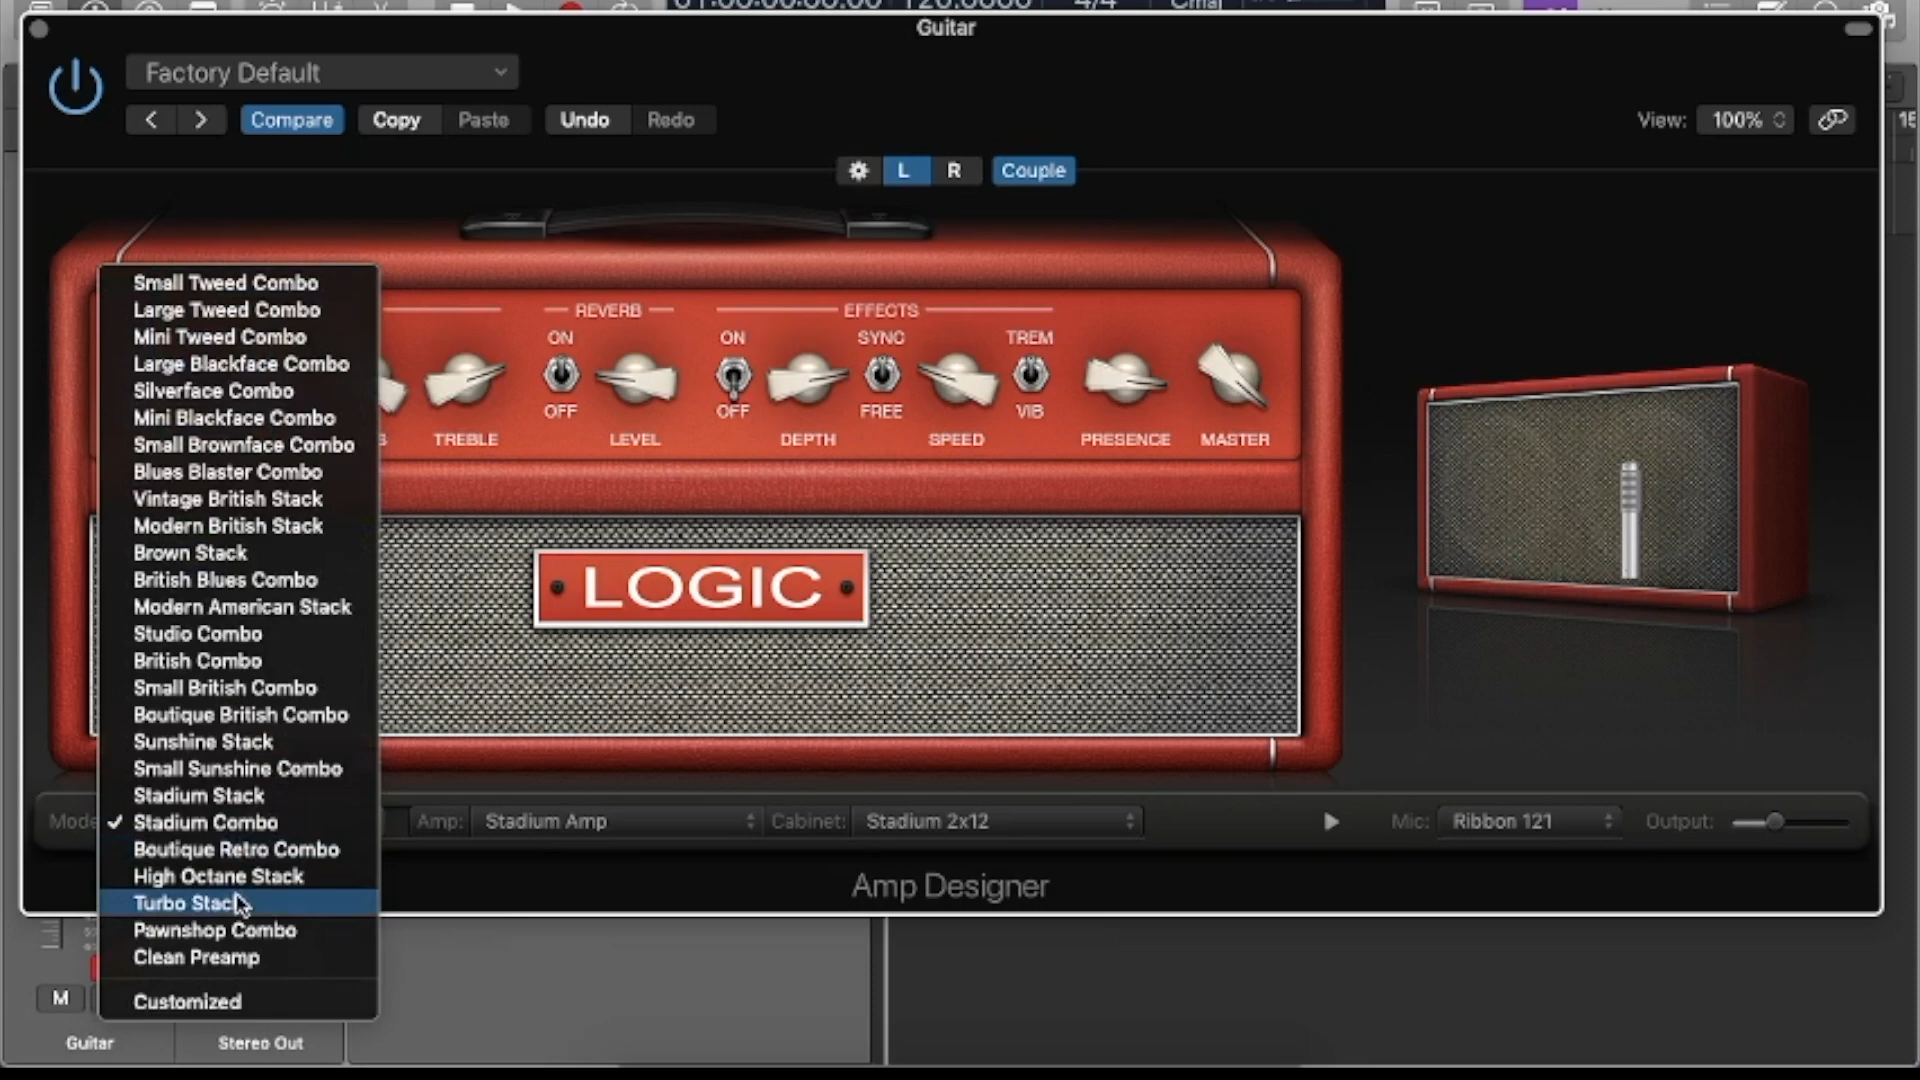 Guitar
Factory Default
Compare
Copy
Paste
Undo
Redo
View:
100%
L
R
Couple
REVERB
EFFECTS
ON
ON
SYNC
TREM
OFF
OFF
FREE
VIB
TREBLE
LEVEL
DEPTH
SPEED
PRESENCE
MASTER
LOGIC
Small Tweed Combo
Large Tweed Combo
Mini Tweed Combo
Large Blackface Combo
Silverface Combo
Mini Blackface Combo
Small Brownface Combo
Blues Blaster Combo
Vintage British Stack
Modern British Stack
Brown Stack
British Blues Combo
Modern American Stack
Studio Combo
British Combo
Small British Combo
Boutique British Combo
Sunshine Stack
Small Sunshine Combo
Stadium Stack
✓ Stadium Combo
Boutique Retro Combo
High Octane Stack
Turbo Stack
Pawnshop Combo
Clean Preamp
Customized
Amp:
Stadium Amp
Cabinet:
Stadium 2x12
Mic:
Ribbon 121
Output:
Amp Designer
M
Guitar
Stereo Out